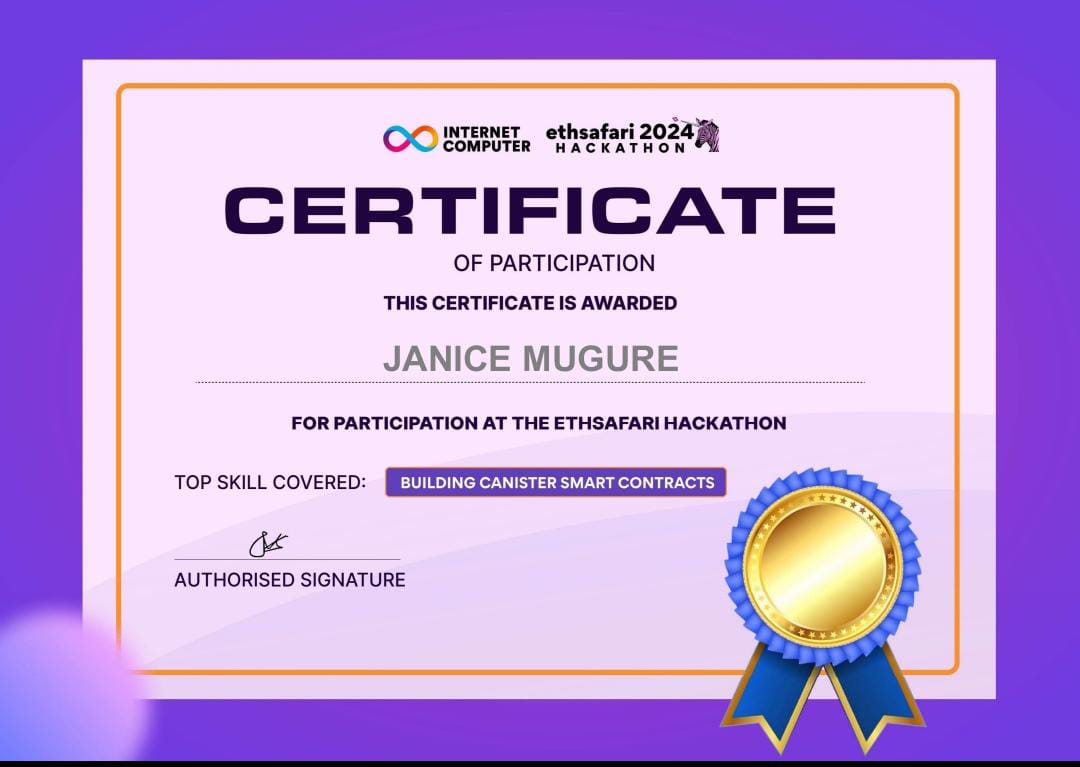 INTERNET COMPUTER
ethsafari 2024
HACKATHON
CERTIFICATE
OF PARTICIPATION
THIS CERTIFICATE IS AWARDED
JANICE MUGURE
FOR PARTICIPATION AT THE ETHSAFARI HACKATHON
TOP SKILL COVERED: BUILDING CANISTER SMART CONTRACTS
AUTHORISED SIGNATURE